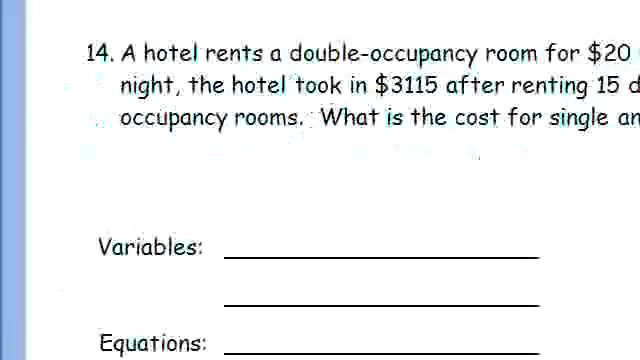 14. A hotel rents a double-occupancy room for $20
night, the hotel took in $3115 after renting 15 d
occupancy rooms. What is the cost for single an
Variables:
Equations: